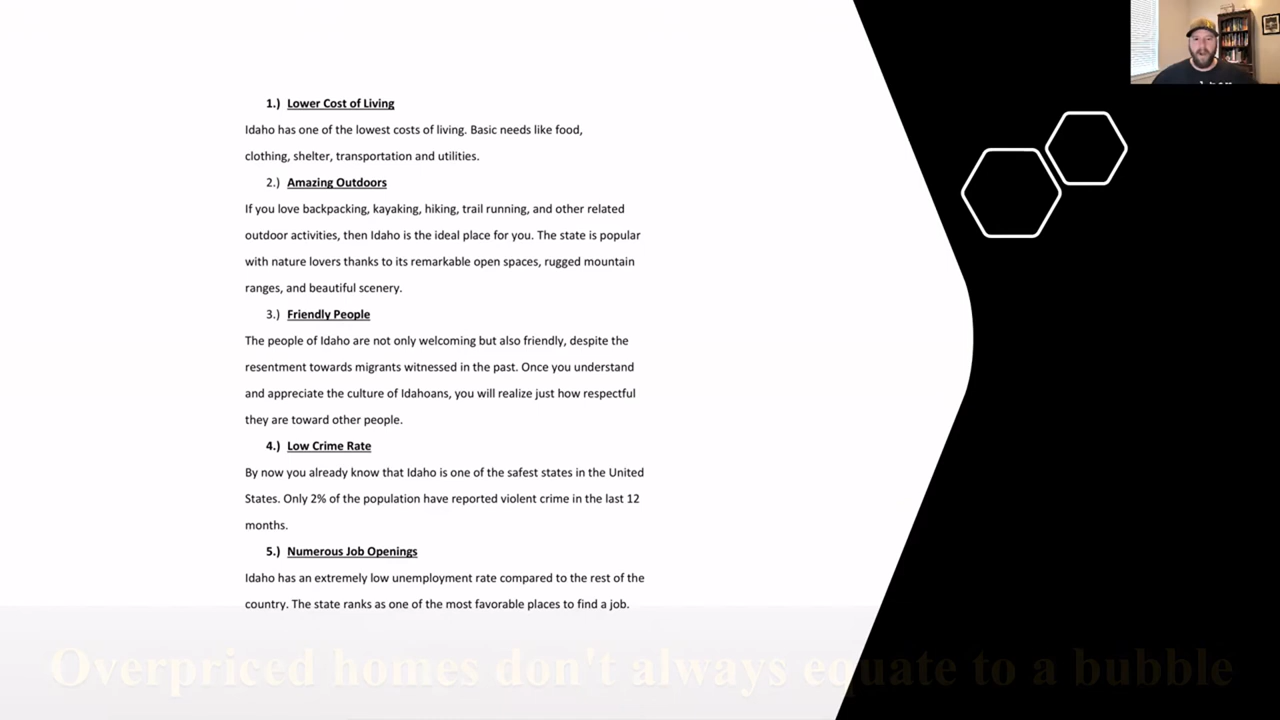 1.) Lower Cost of Living
Idaho has one of the lowest costs of living. Basic needs like food,
clothing, shelter, transportation and utilities.
2.) Amazing Outdoors
If you love backpacking, kayaking, hiking, trail running, and other related
outdoor activities, then Idaho is the ideal place for you. The state is popular
with nature lovers thanks to its remarkable open spaces, rugged mountain
ranges, and beautiful scenery.
3.) Friendly People
The people of Idaho are not only welcoming but also friendly, despite the
resentment towards migrants witnessed in the past. Once you understand
and appreciate the culture of Idahoans, you will realize just how respectful
they are toward other people.
4.) Low Crime Rate
By now you already know that Idaho is one of the safest states in the United
States. Only 2% of the population have reported violent crime in the last 12
months.
5.) Numerous Job Openings
Idaho has an extremely low unemployment rate compared to the rest of the
country. The state ranks as one of the most favorable places to find a job.
Overpriced homes don't always equate to a bubble